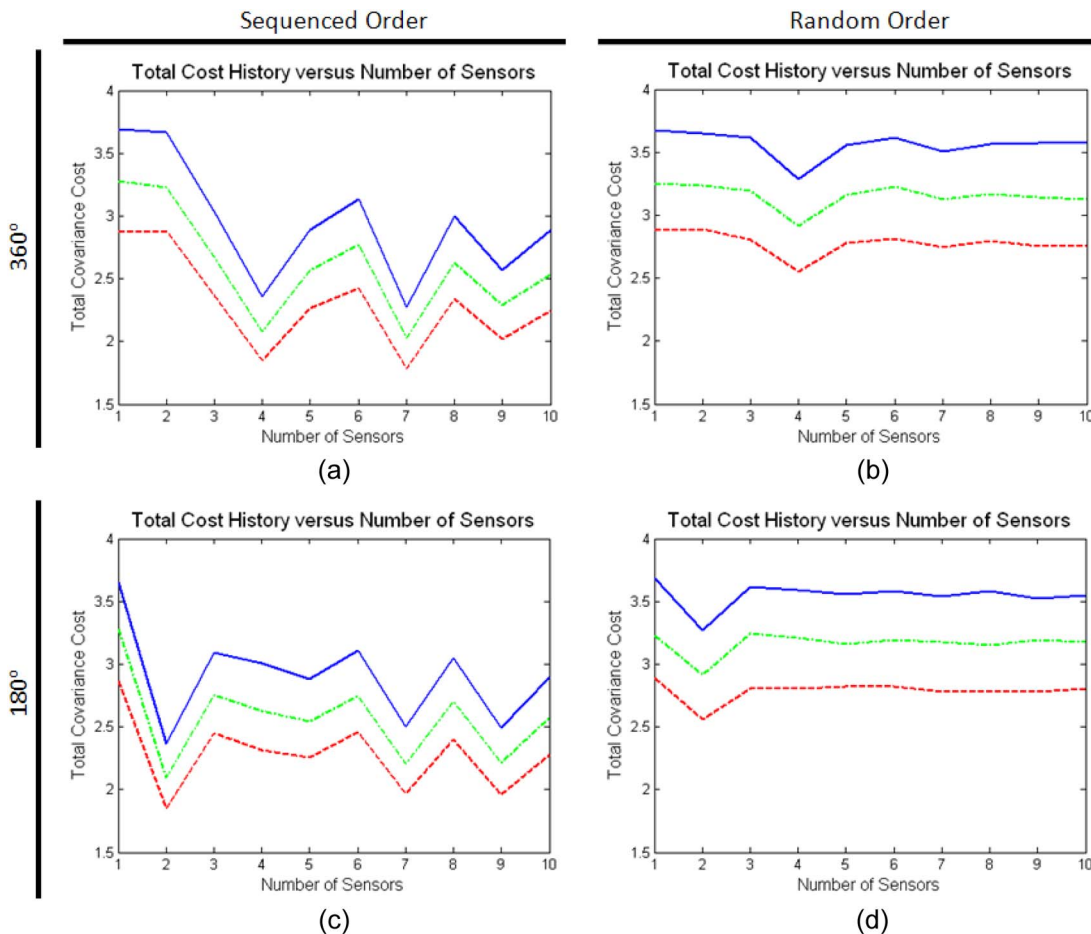 Sequenced Order
Random Order
360°
Total Cost History versus Number of Sensors
Total Covariance Cost
4
3.5
3
2.5
2
1.5
1 2 3 4 5 6 7 8 9 10
Number of Sensors
(a)
Total Cost History versus Number of Sensors
Total Covariance Cost
4
3.5
3
2.5
2
1.5
1 2 3 4 5 6 7 8 9 10
Number of Sensors
(b)
180°
Total Cost History versus Number of Sensors
Total Covariance Cost
4
3.5
3
2.5
2
1.5
1 2 3 4 5 6 7 8 9 10
Number of Sensors
(c)
Total Cost History versus Number of Sensors
Total Covariance Cost
4
3.5
3
2.5
2
1.5
1 2 3 4 5 6 7 8 9 10
Number of Sensors
(d)